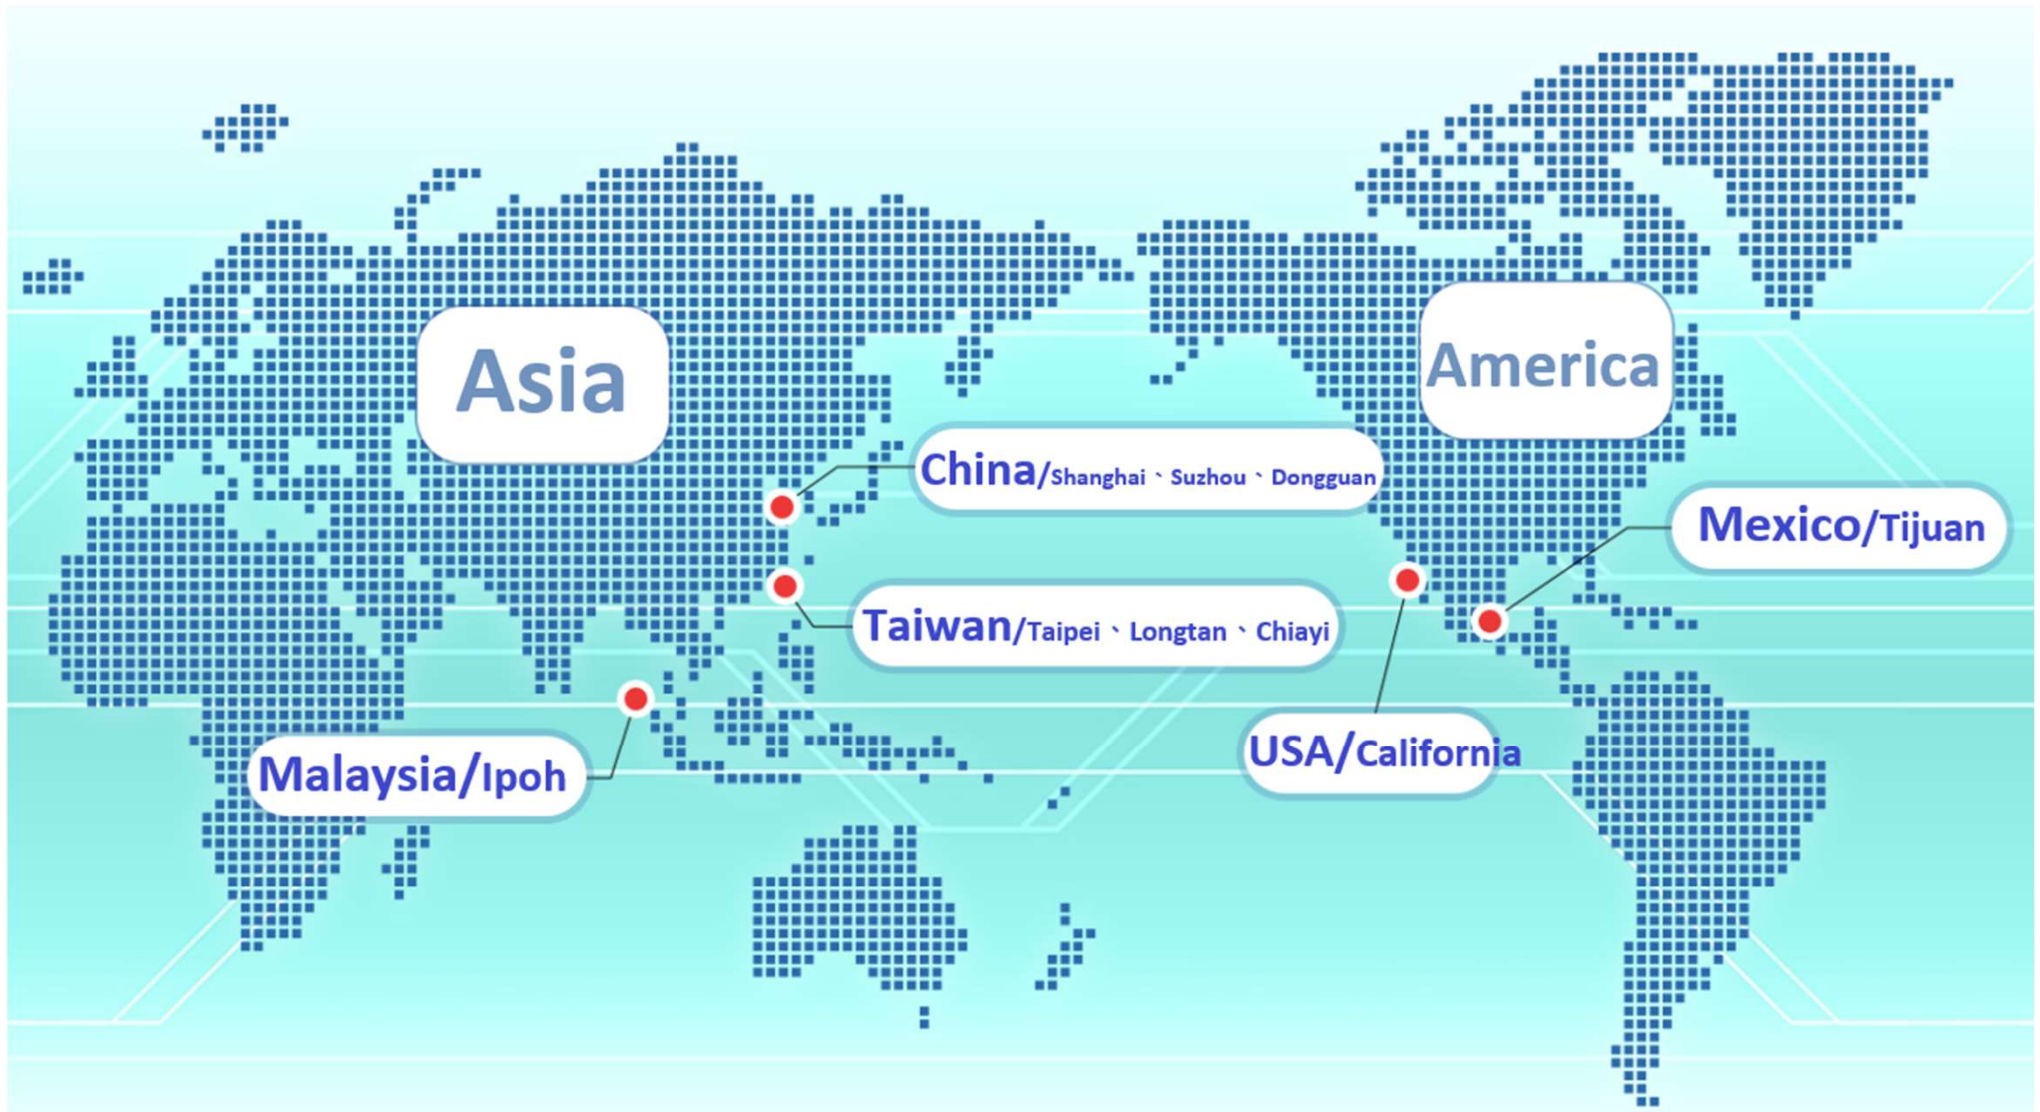 Asia
America
China/Shanghai、Suzhou、Dongguan
Mexico/Tijuan
Taiwan/Taipei、Longtan、Chiayi
USA/California
Malaysia/Ipoh